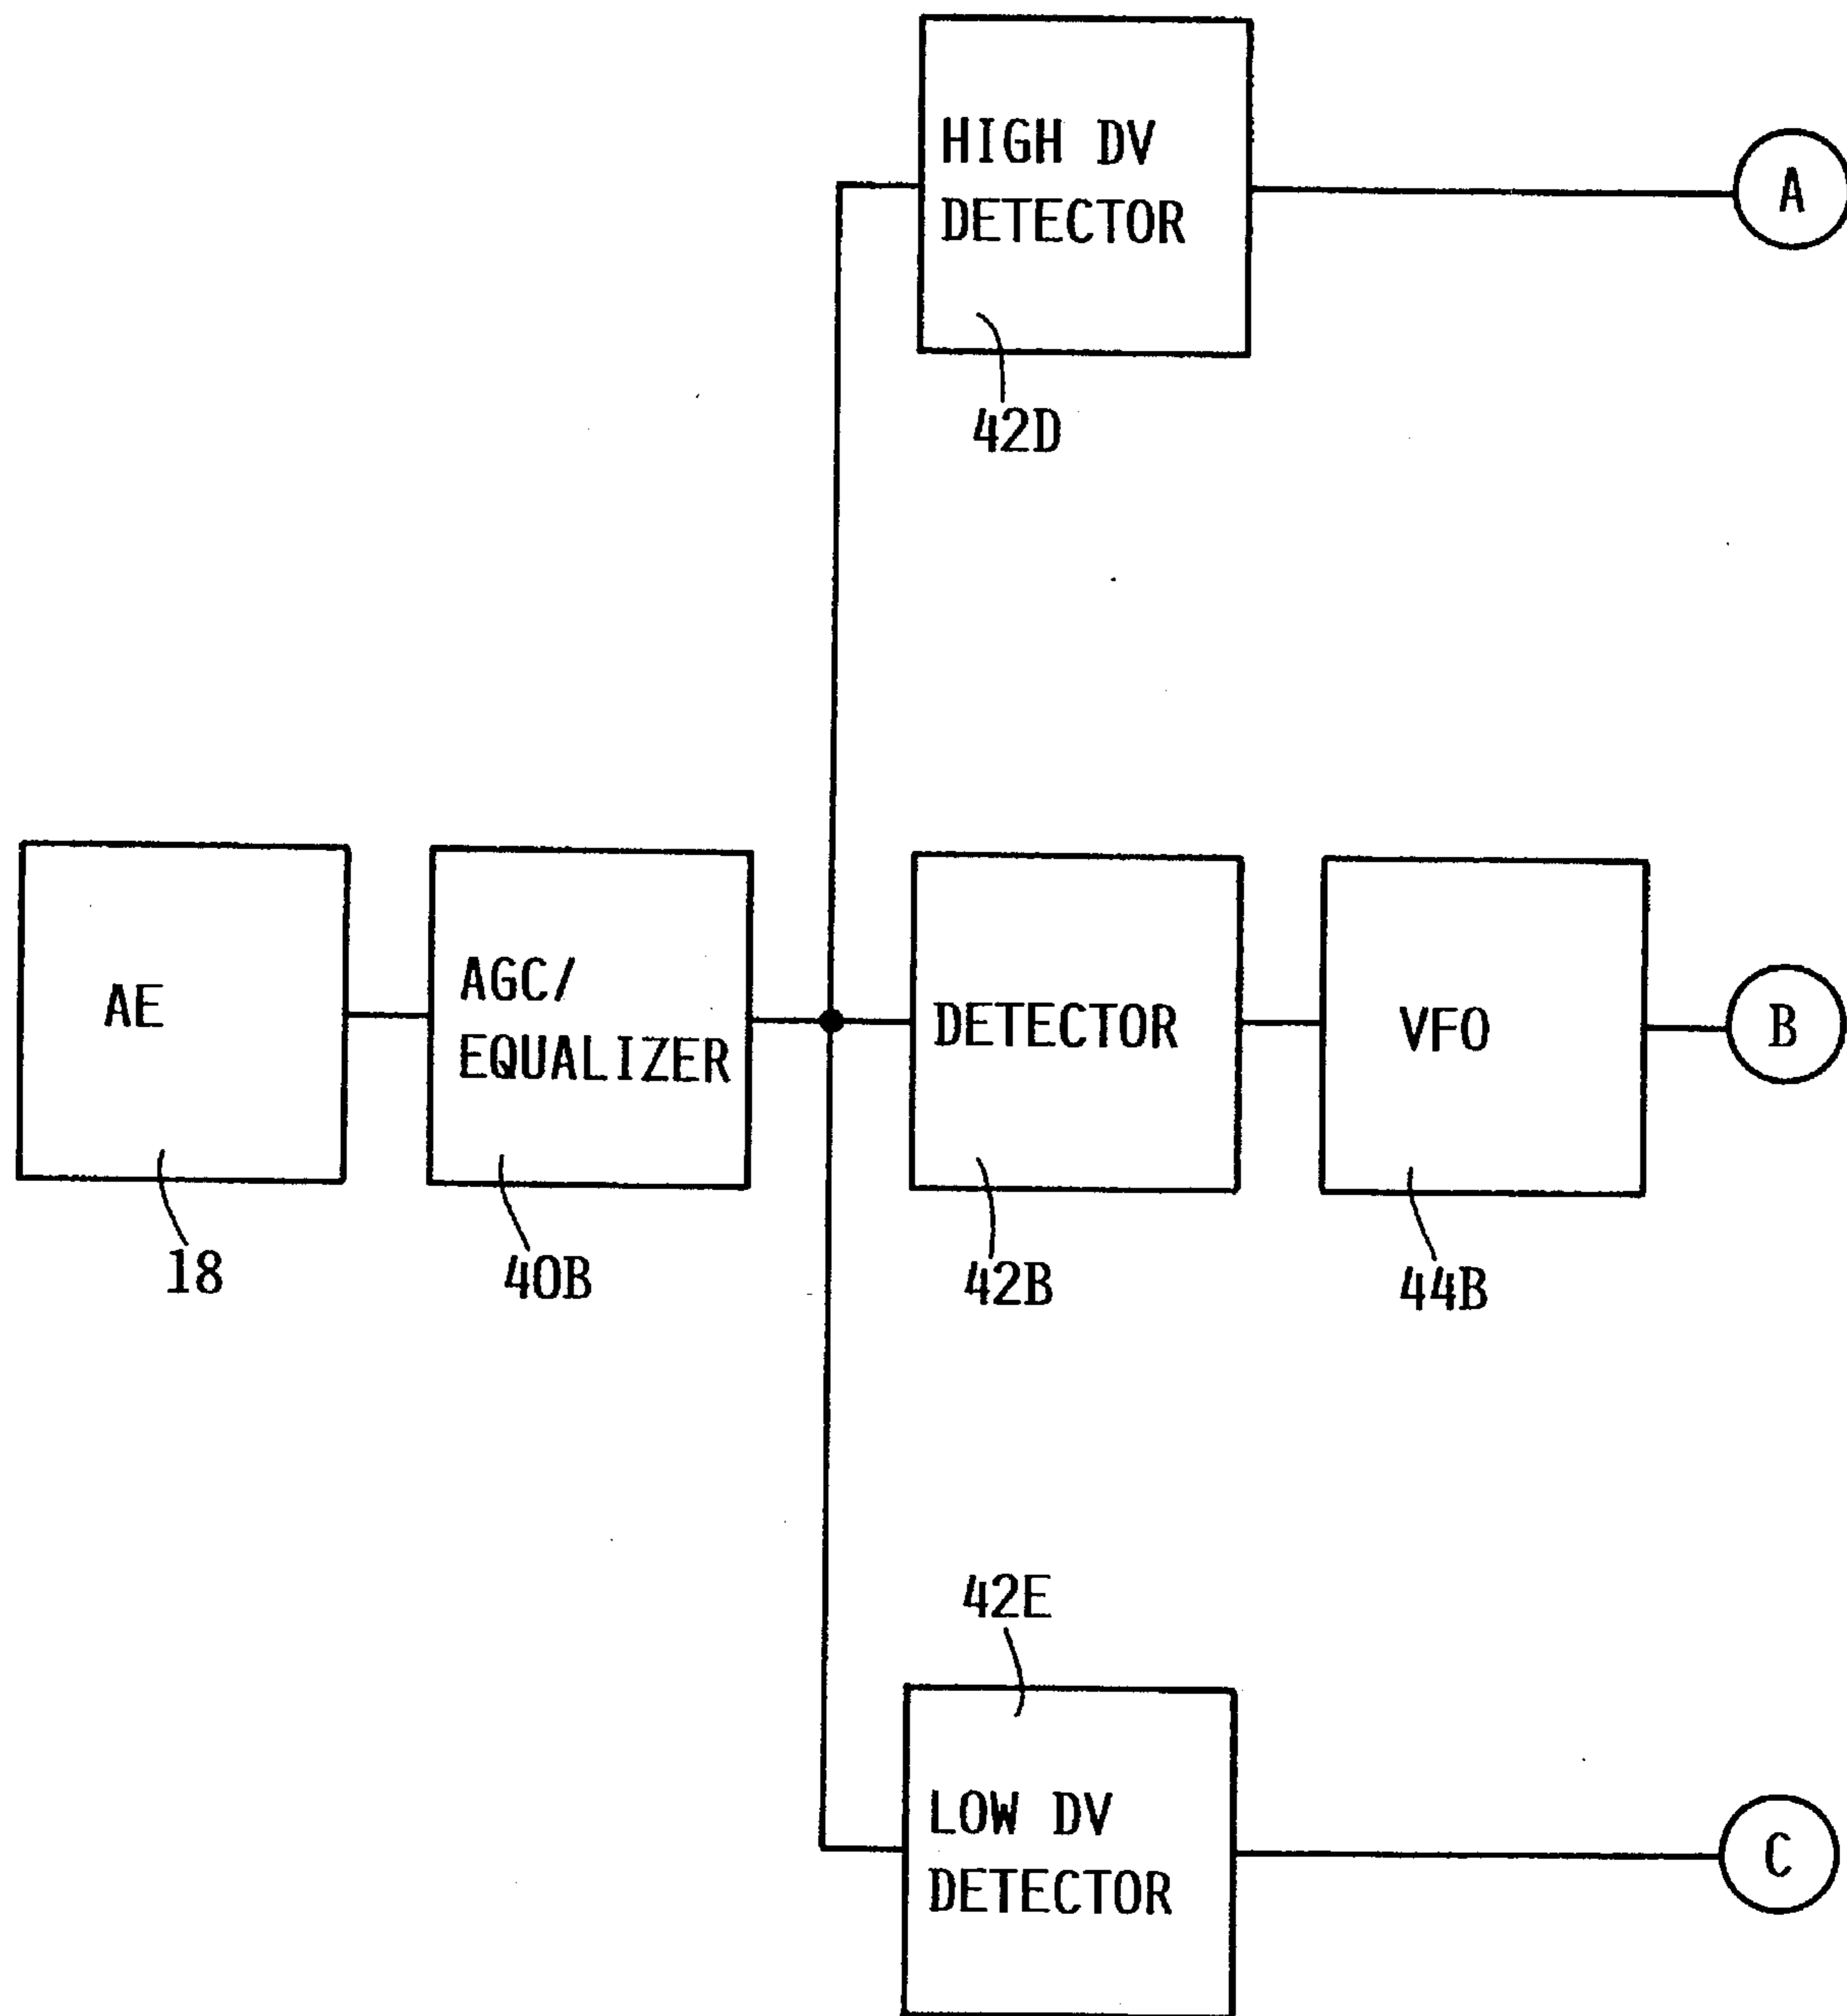 HIGH DV
DETECTOR
A
42D
AE
AGC/
EQUALIZER
DETECTOR
VFO
B
18
40B
42B
44B
42E
LOW DV
DETECTOR
C